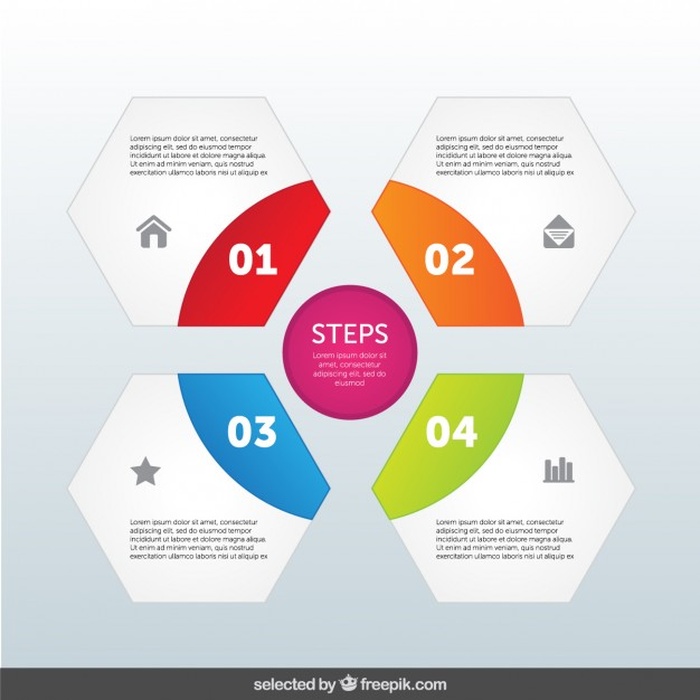 Lorem ipsum dolor sit amet, consectetur
adipiscing elit, sed do eiusmod tempor
incididunt ut labore et dolore magna aliqua.
Ut enim ad minim veniam, quis nostrud
exercitation ullamco laboris nisi ut aliquip ex
01
Lorem ipsum dolor sit amet, consectetur
adipiscing elit, sed do eiusmod tempor
incididunt ut labore et dolore magna aliqua.
Ut enim ad minim veniam, quis nostrud
exercitation ullamco laboris nisi ut aliquip ex
02
STEPS
Lorem ipsum dolor sit
amet, consectetur
adipiscing elit, sed do
eiusmod
03
Lorem ipsum dolor sit amet, consectetur
adipiscing elit, sed do eiusmod tempor
incididunt ut labore et dolore magna aliqua.
Ut enim ad minim veniam, quis nostrud
exercitation ullamco laboris nisi ut aliquip ex
04
Lorem ipsum dolor sit amet, consectetur
adipiscing elit, sed do eiusmod tempor
incididunt ut labore et dolore magna aliqua.
Ut enim ad minim veniam, quis nostrud
exercitation ullamco laboris nisi ut aliquip ex
selected by freepik.com